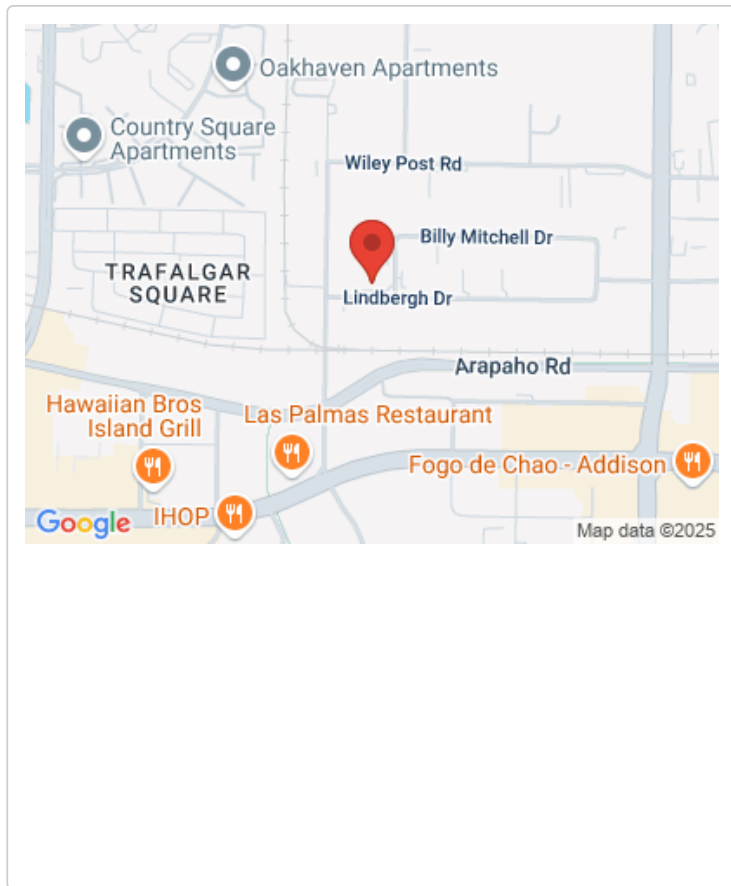 Oakhaven Apartments
Country Square
Apartments
Wiley Post Rd
Billy Mitchell Dr
TRAFALGAR
SQUARE
Lindbergh Dr
Arapaho Rd
Hawaiian Bros
Island Grill
Las Palmas Restaurant
Fogo de Chao - Addison
IHOP
Google
Map data ©2025